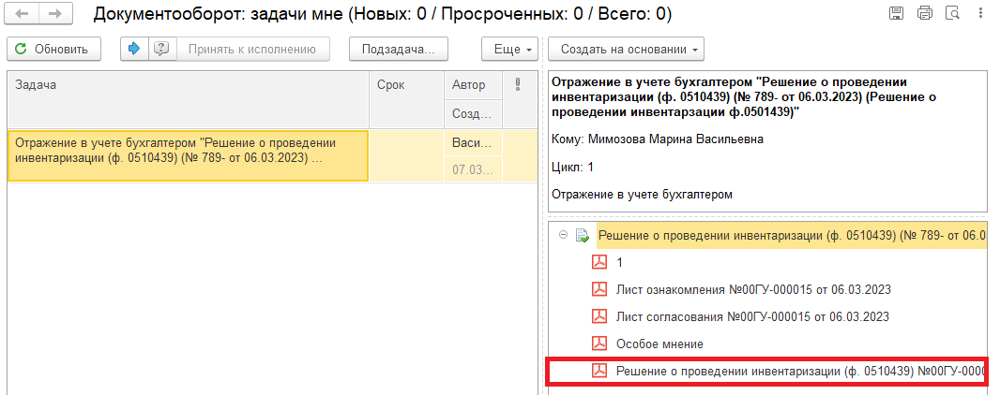 Документооборот: задачи мне (Новых: 0 / Просроченных: 0 / Всего: 0)
Обновить
Принять к исполнению
Подзадача...
Еще
Создать на основании
Задача
Срок
Автор
Созд...
Отражение в учете бухгалтером "Решение о проведении
инвентаризации (ф. 0510439) (№ 789- от 06.03.2023) ...
Васи...
07.03...
Отражение в учете бухгалтером "Решение о проведении
инвентаризации (ф. 0510439) (№ 789- от 06.03.2023) (Решение о
проведении инвентарзации ф.0501439)"
Кому: Мимозова Марина Васильевна
Цикл: 1
Отражение в учете бухгалтером
Решение о проведении инвентаризации (ф. 0510439) (№ 789- от 06.0
1
Лист ознакомления №00ГУ-000015 от 06.03.2023
Лист согласования №00ГУ-000015 от 06.03.2023
Особое мнение
Решение о проведении инвентаризации (ф. 0510439) №00ГУ-0000